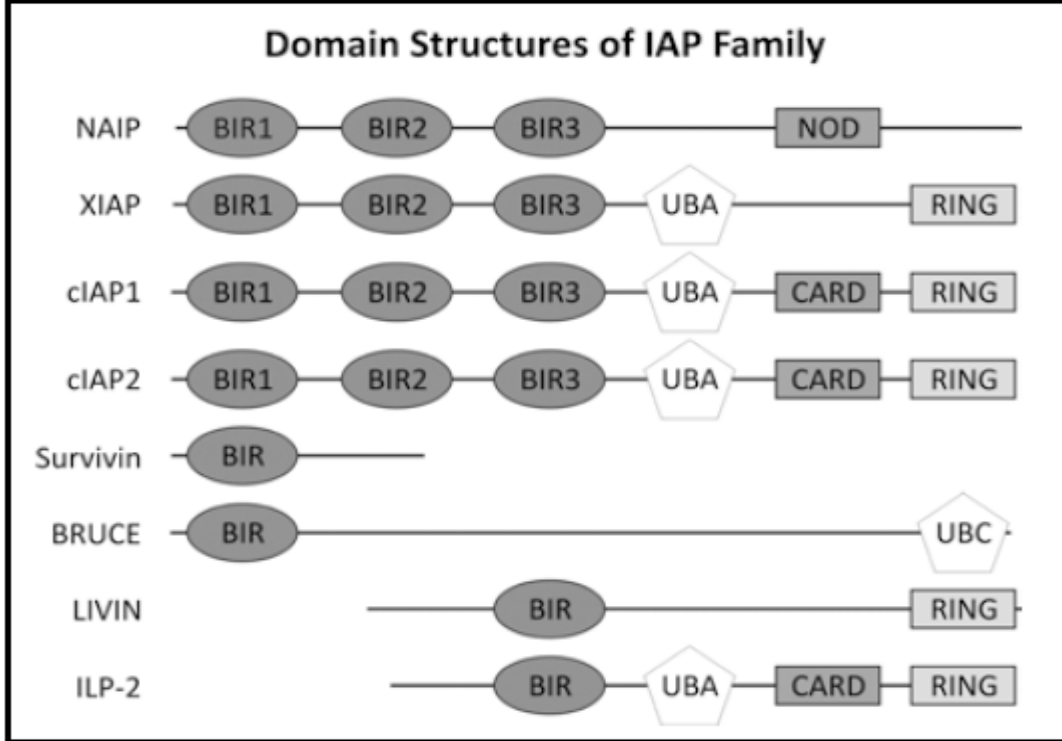 Domain Structures of IAP Family
NAIP BIR1 BIR2 BIR3 NOD
XIAP BIR1 BIR2 BIR3 UBA RING
cIAP1 BIR1 BIR2 BIR3 UBA CARD RING
cIAP2 BIR1 BIR2 BIR3 UBA CARD RING
Survivin BIR
BRUCE BIR UBC
LIVIN BIR RING
ILP-2 BIR UBA CARD RING